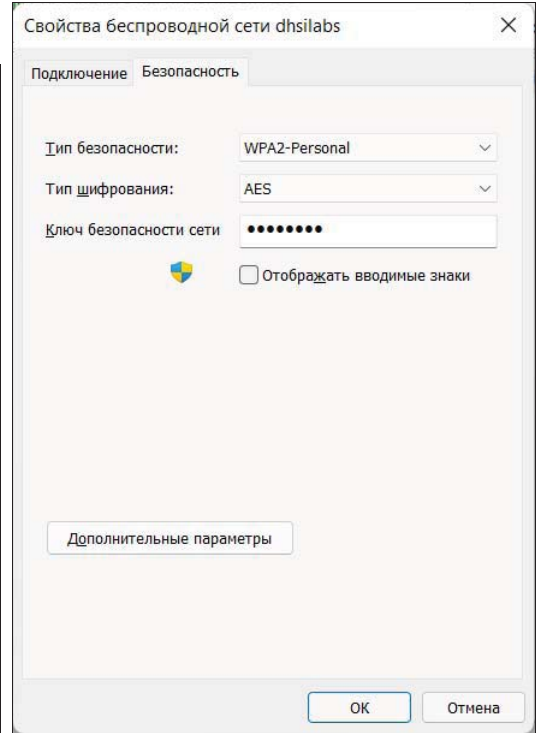 Свойства беспроводной сети dhsilabs
Подключение Безопасность
Тип безопасности: WPA2-Personal
Тип шифрования: AES
Ключ безопасности сети ••••••••
Отображать вводимые знаки
Дополнительные параметры
ОК Отмена